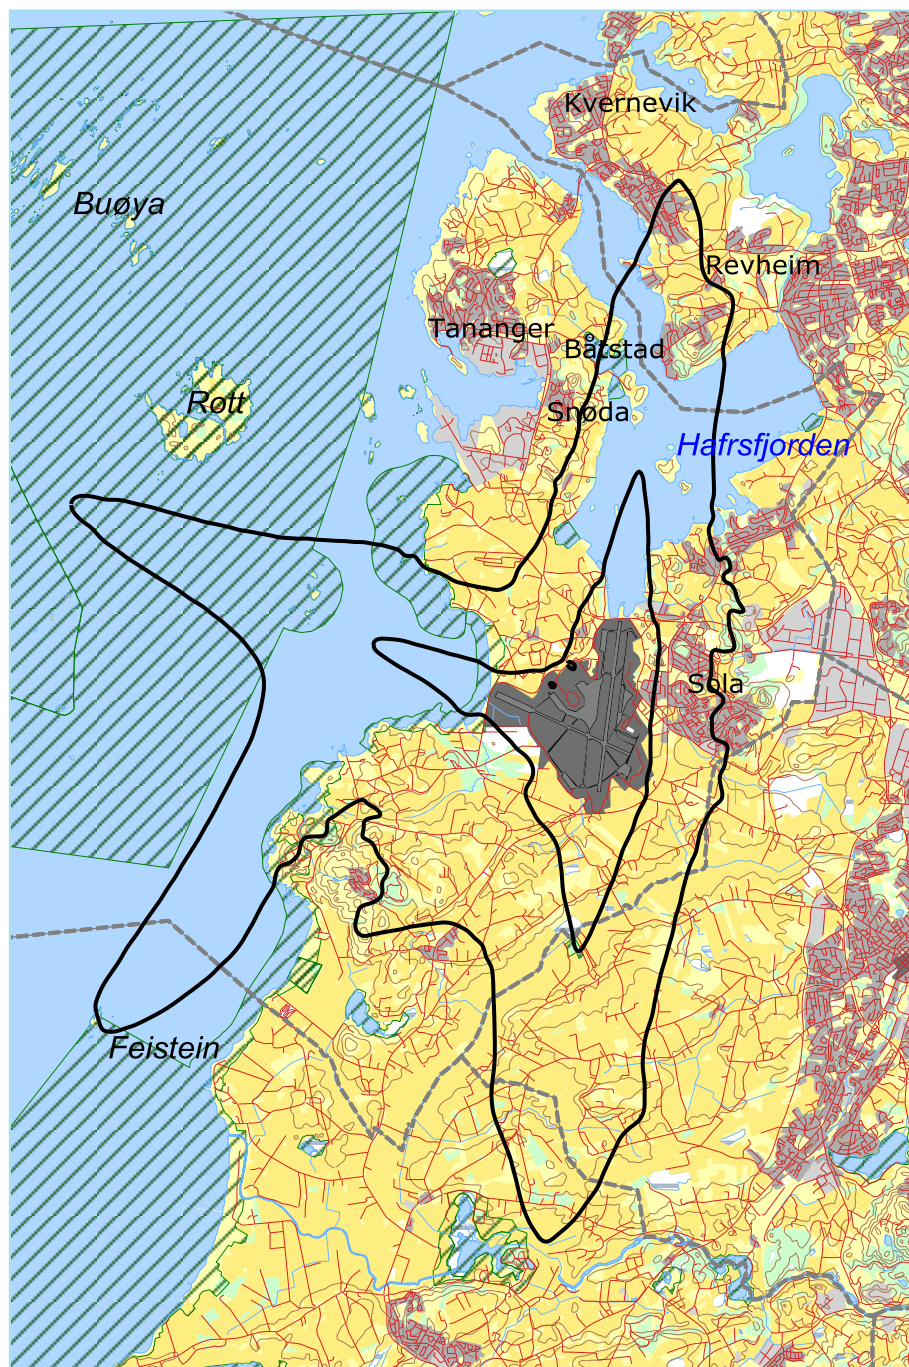 Kvernevik
Buøya
Revheim
Tananger
Båtstad
Rott
Snøda
Hafrsfjorden
Sola
Feistein